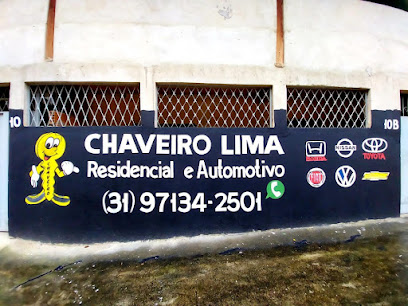 10
10B
CHAVEIRO LIMA
Residencial e Automotivo
(31) 97134-2501
HONDA NISSAN TOYOTA
FIAT